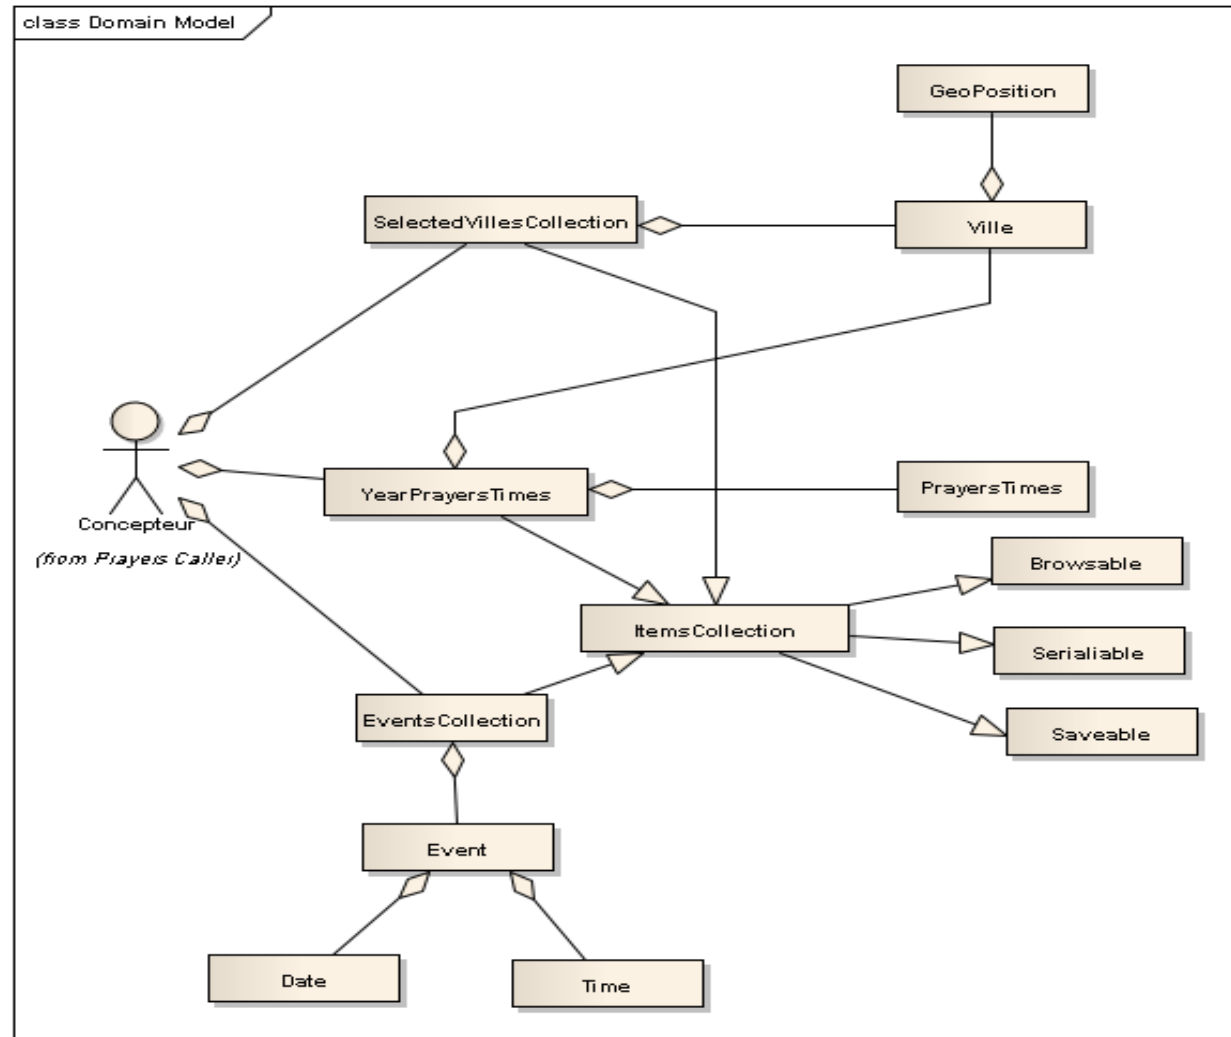 class Domain Model
GeoPosition
SelectedVillesCollection
Ville
Concepteur
(from Prayers Caller)
YearPrayersTimes
PrayersTimes
Browsable
ItemsCollection
Serialiable
EventsCollection
Saveable
Event
Date
Time